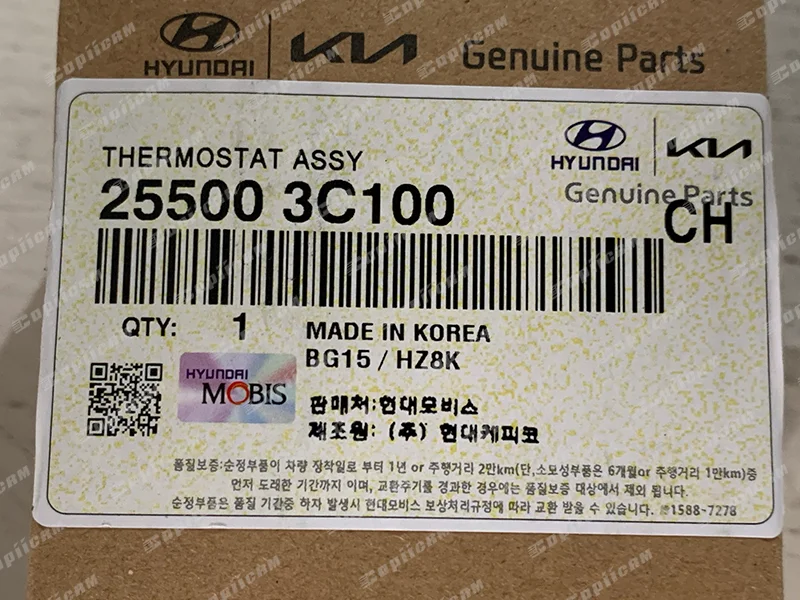 HYUNDAI KIA Genuine Parts
THERMOSTAT ASSY
HYUNDAI KIA
25500 3C100
Genuine Parts
CH
QTY: 1 MADE IN KOREA
BG15 / HZ8K
HYUNDAI
MOBIS
판매처:현대모비스
제조원: (주) 현대케피코
품질보증:순정부품이 차량 장착일로 부터 1년 or 주행거리 2만km(단,소모성부품은 6개월or 주행거리 1만km)중
먼저 도래한 기간까지 이며, 교환주기를 경과한 경우에는 품질보증 대상에서 제외 됩니다.
순정부품은 품질 기간중 하자 발생시 현대모비스 보상처리규정에 따라 교환 받을 수 있습니다. ☎1588-7278
CopiiCAM